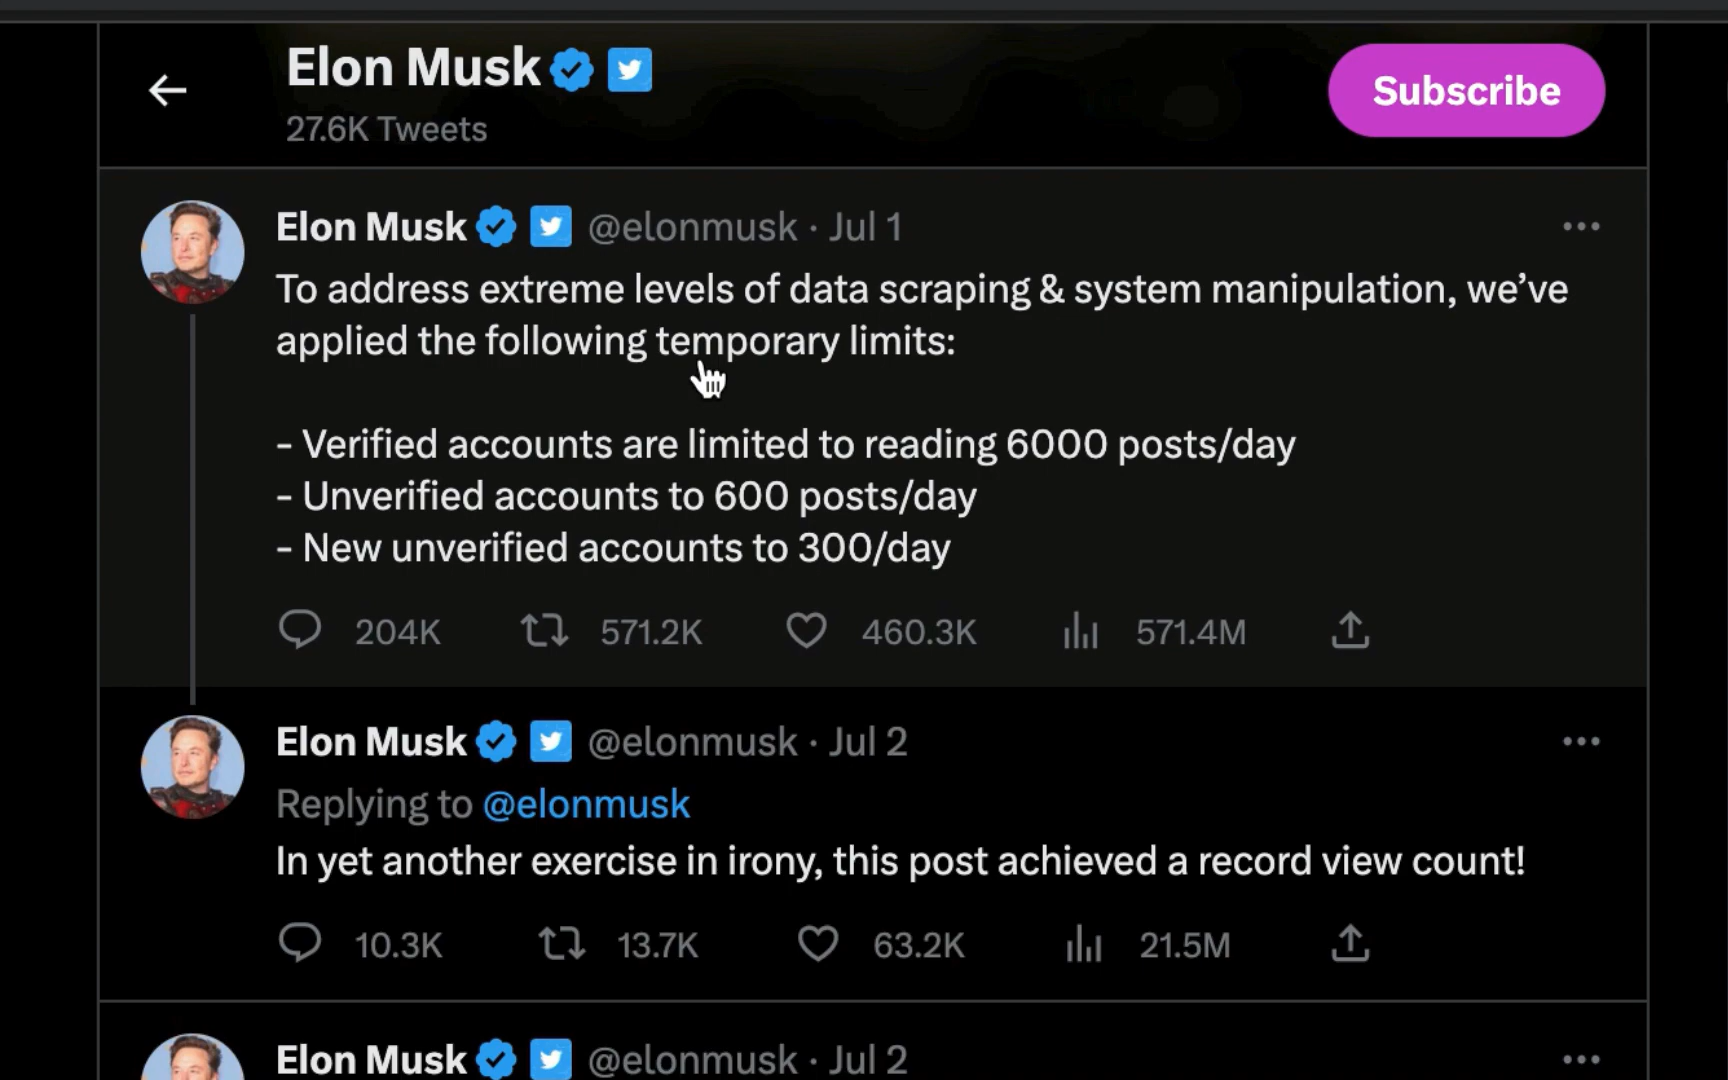 Elon Musk
27.6K Tweets
Subscribe
Elon Musk @elonmusk · Jul 1
To address extreme levels of data scraping & system manipulation, we’ve
applied the following temporary limits:
- Verified accounts are limited to reading 6000 posts/day
- Unverified accounts to 600 posts/day
- New unverified accounts to 300/day
204K 571.2K 460.3K 571.4M
Elon Musk @elonmusk · Jul 2
Replying to @elonmusk
In yet another exercise in irony, this post achieved a record view count!
10.3K 13.7K 63.2K 21.5M
Elon Musk @elonmusk · Jul 2